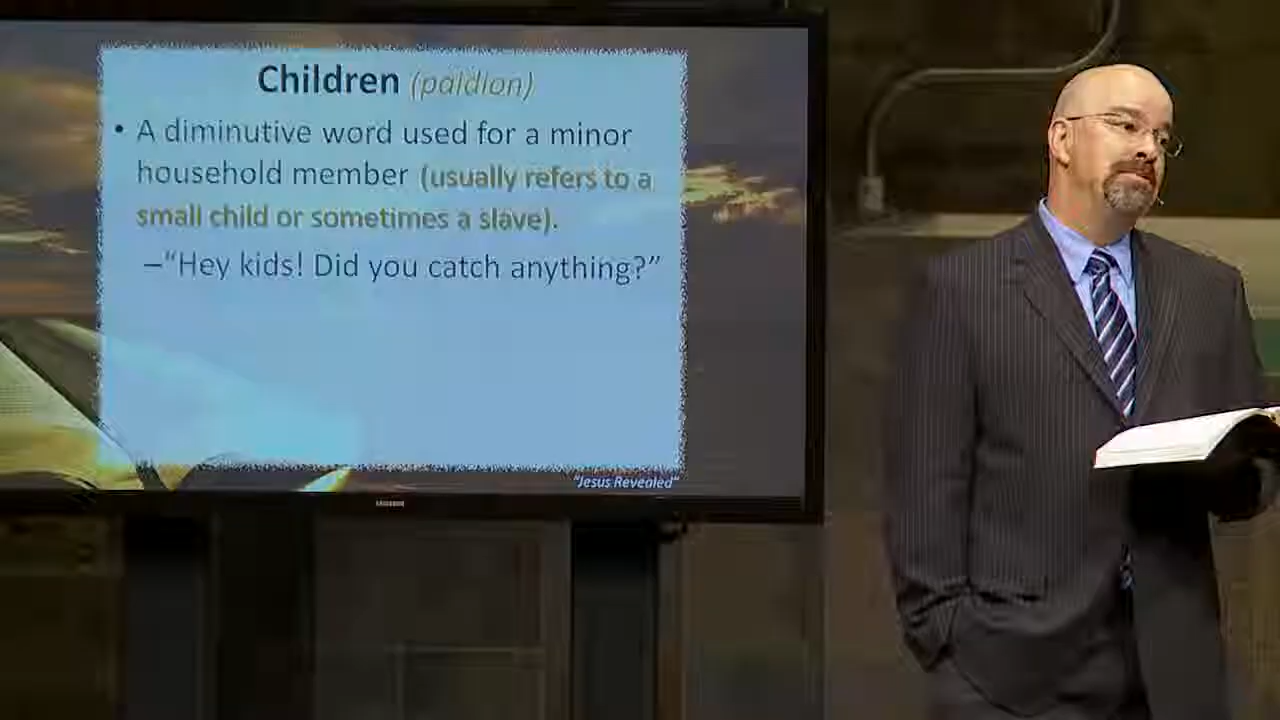 Children (paidion)
• A diminutive word used for a minor
household member (usually refers to a
small child or sometimes a slave).
–“Hey kids! Did you catch anything?”
“Jesus Revealed”
SAMSUNG